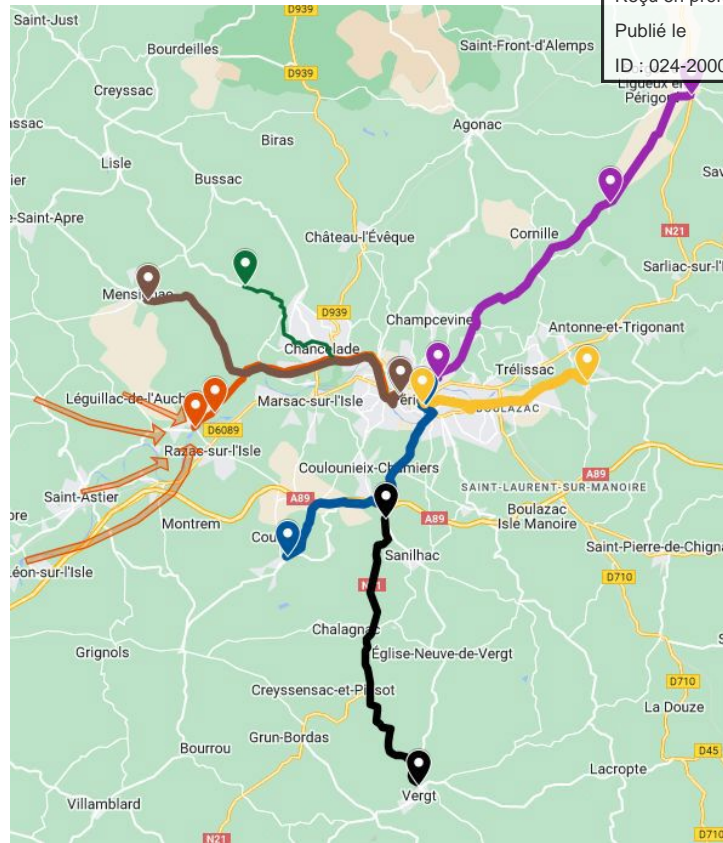 Publié le
ID : 024-2000
D939
Saint-Just
Bourdeilles
Saint-Front-d'Alemps
D939
Ligueux
Périgord
Creyssac
Agonac
Biras
Lisle
Bussac
Saint-Apre
Château-l'Évêque
Cornille
N21
Sarliac-sur-l'I
D939
Champcevine
Antonne-et-Trigonant
Chancelade
Trélissac
Léguillac-de-l'Auch
Marsac-sur-l'Isle
BOULAZAC
D6089
Razac-sur-l'Isle
Coulounieix-Chamiers
A89
Saint-Astier
A89
SAINT-LAURENT-SUR-MANOIRE
Montrem
Boulazac
Isle Manoire
A89
Sanilhac
Saint-Pierre-de-Chigna
Léon-sur-l'Isle
D710
N21
Chalagnac
Église-Neuve-de-Vergt
Grignols
D710
Creyssensac-et-Pissot
La Douze
Grun-Bordas
Bourrou
D45
Lacropte
Vergt
Villamblard
N21
D710